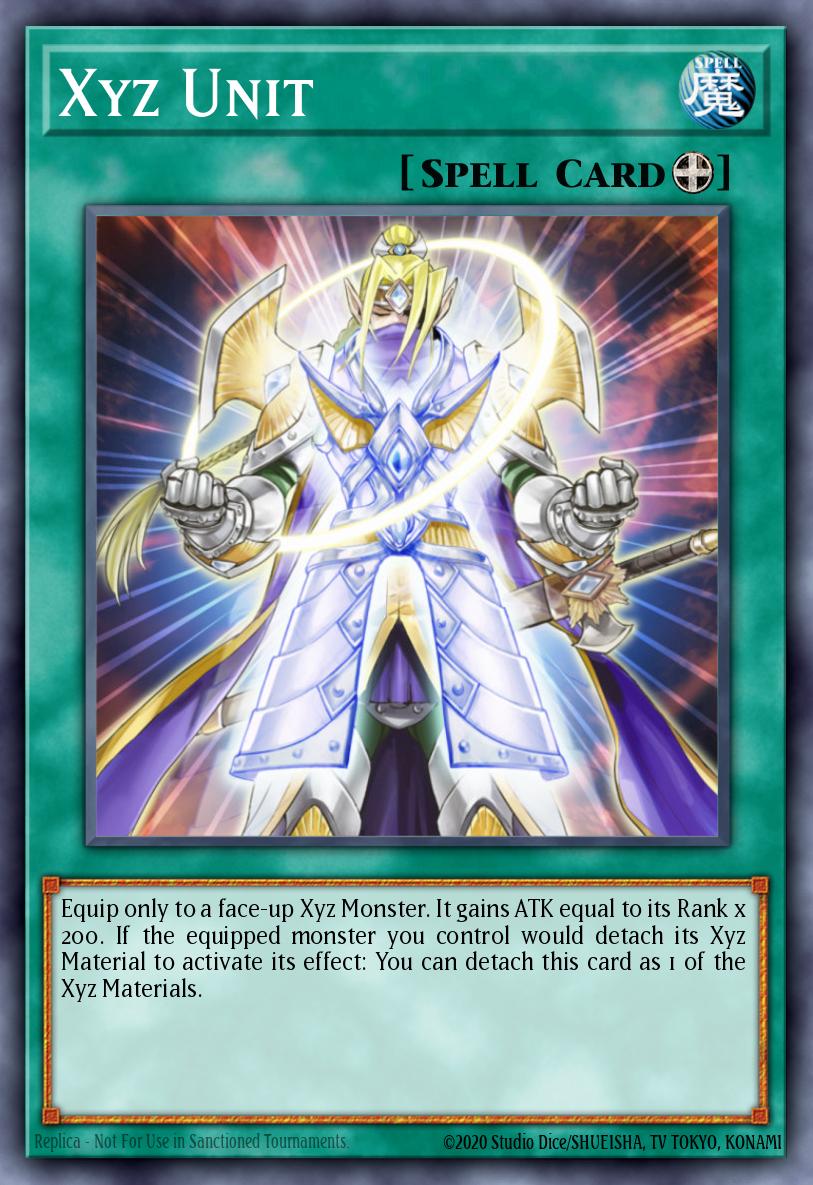 Xyz Unit
SPELL
魔
[Spell Card]
Equip only to a face-up Xyz Monster. It gains ATK equal to its Rank x
200. If the equipped monster you control would detach its Xyz
Material to activate its effect: You can detach this card as 1 of the
Xyz Materials.
Replica - Not For Use in Sanctioned Tournaments.
©2020 Studio Dice/SHUEISHA, TV TOKYO, KONAMI